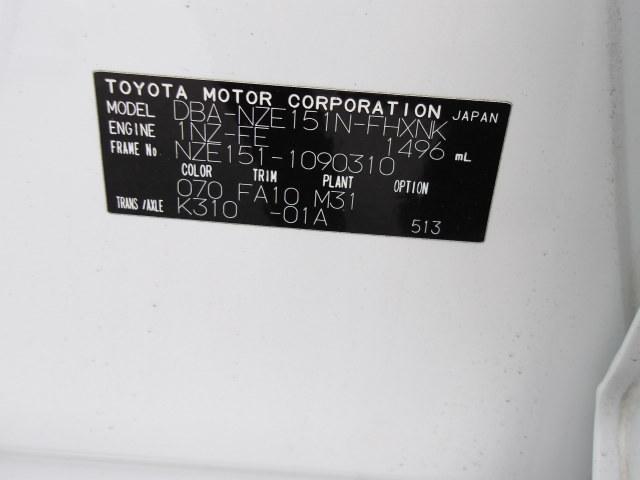 TOYOTA MOTOR CORPORATION JAPAN
MODEL DBA-NZE151N-FHXNK
ENGINE 1NZ-FE 1496 mL
FRAME No NZE151-1090310
COLOR TRIM PLANT OPTION
070 FA10 M31
TRANS/AXLE K310 -01A
513